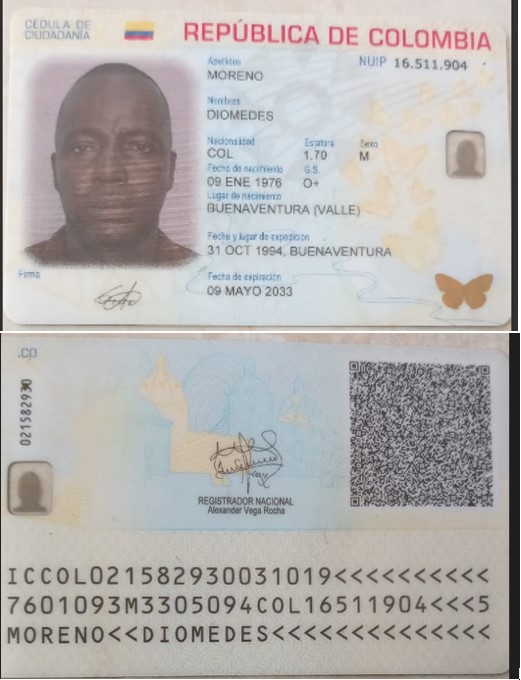 CÉDULA DE
CIUDADANÍA
REPÚBLICA DE COLOMBIA
Apellidos
NUIP 16.511.904
MORENO
Nombres
DIOMEDES
Nacionalidad Estatura Sexo
COL 1.70 M
Fecha de nacimiento G.S.
09 ENE 1976 O+
Lugar de nacimiento
BUENAVENTURA (VALLE)
Fecha y lugar de expedición
31 OCT 1994, BUENAVENTURA
Fecha de expiración
09 MAYO 2033
Firma
.CO
021582930
REGISTRADOR NACIONAL
Alexander Vega Rocha
ICCOL021582930031019<<<<<<<<<<
7601093M3305094COL16511904<<<5
MORENO<<DIOMEDES<<<<<<<<<<<<<<